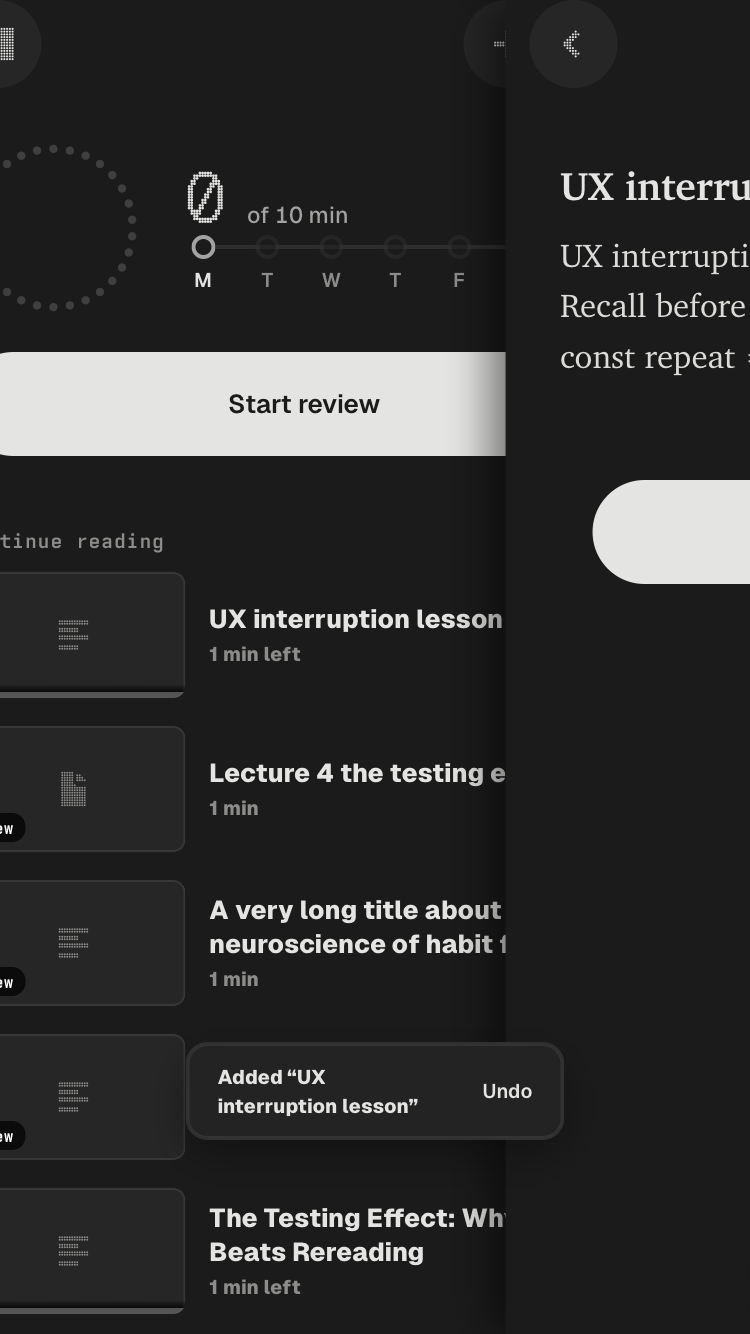 0 of 10 min
M T W T F
Start review
tinue reading
UX interruption lesson
1 min left
Lecture 4 the testing e
1 min
ew
A very long title about
neuroscience of habit f
1 min
ew
Added “UX
interruption lesson”
Undo
ew
The Testing Effect: Why
Beats Rereading
1 min left
UX interru
UX interrupti
Recall before
const repeat =